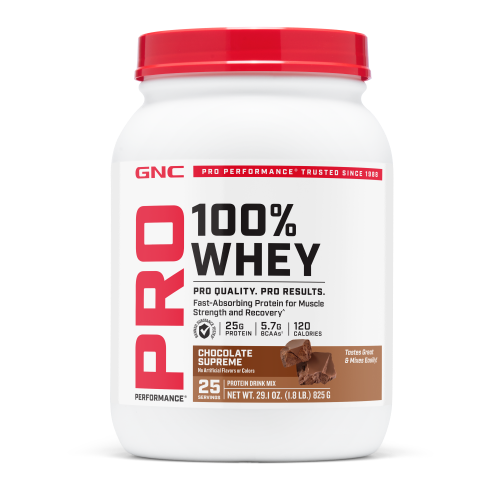 GNC
PRO PERFORMANCE® TRUSTED SINCE 1986
PRO
PERFORMANCE®
100%
WHEY
PRO QUALITY. PRO RESULTS.
Fast-Absorbing Protein for Muscle
Strength and Recovery^
25G
PROTEIN
5.7G
BCAAs^
120
CALORIES
CHOCOLATE
SUPREME
No Artificial Flavors or Colors
Tastes Great
& Mixes Easily!
25
SERVINGS
PROTEIN DRINK MIX
NET WT. 29.1 OZ. (1.8 LB.) 825 G